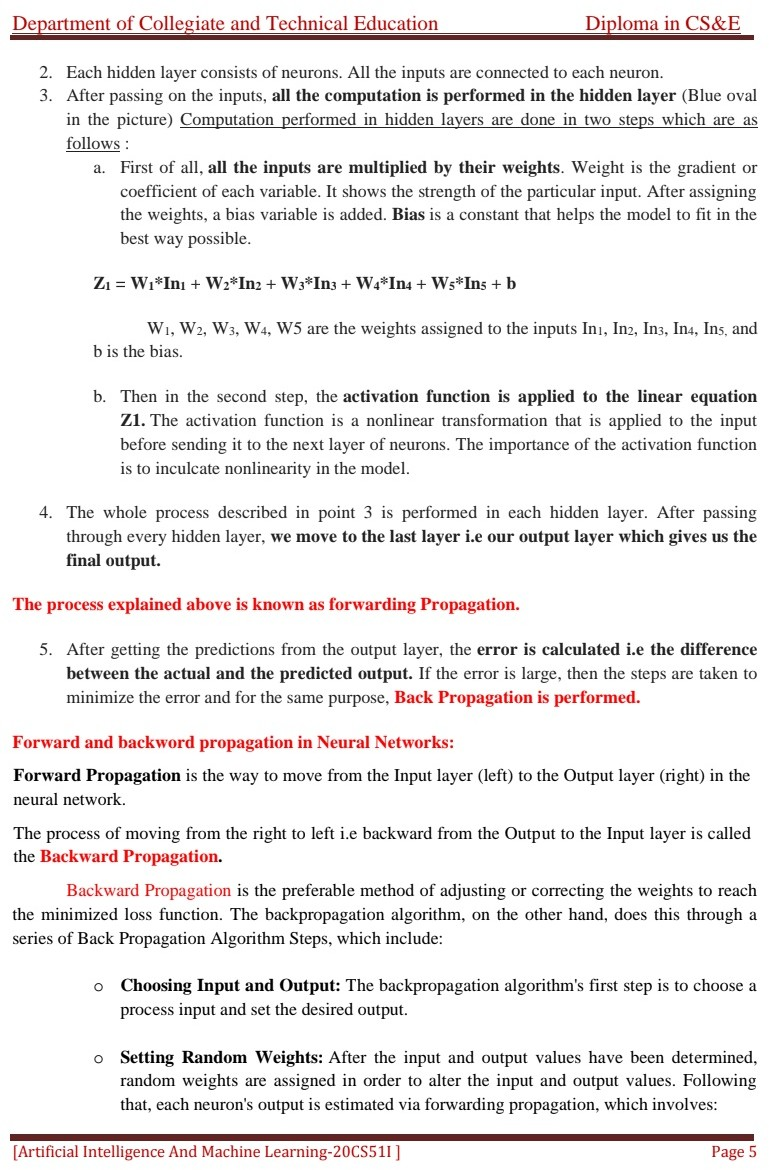 Department of Collegiate and Technical Education Diploma in CS&E
2. Each hidden layer consists of neurons. All the inputs are connected to each neuron.
3. After passing on the inputs, all the computation is performed in the hidden layer (Blue oval
in the picture) Computation performed in hidden layers are done in two steps which are as
follows :
a. First of all, all the inputs are multiplied by their weights. Weight is the gradient or
coefficient of each variable. It shows the strength of the particular input. After assigning
the weights, a bias variable is added. Bias is a constant that helps the model to fit in the
best way possible.
Z₁ = W₁*In₁ + W₂*In₂ + W₃*In₃ + W₄*In₄ + W₅*In₅ + b
W₁, W₂, W₃, W₄, W5 are the weights assigned to the inputs In₁, In₂, In₃, In₄, In₅, and
b is the bias.
b. Then in the second step, the activation function is applied to the linear equation
Z1. The activation function is a nonlinear transformation that is applied to the input
before sending it to the next layer of neurons. The importance of the activation function
is to inculcate nonlinearity in the model.
4. The whole process described in point 3 is performed in each hidden layer. After passing
through every hidden layer, we move to the last layer i.e our output layer which gives us the
final output.
The process explained above is known as forwarding Propagation.
5. After getting the predictions from the output layer, the error is calculated i.e the difference
between the actual and the predicted output. If the error is large, then the steps are taken to
minimize the error and for the same purpose, Back Propagation is performed.
Forward and backword propagation in Neural Networks:
Forward Propagation is the way to move from the Input layer (left) to the Output layer (right) in the
neural network.
The process of moving from the right to left i.e backward from the Output to the Input layer is called
the Backward Propagation.
Backward Propagation is the preferable method of adjusting or correcting the weights to reach
the minimized loss function. The backpropagation algorithm, on the other hand, does this through a
series of Back Propagation Algorithm Steps, which include:
o Choosing Input and Output: The backpropagation algorithm's first step is to choose a
process input and set the desired output.
o Setting Random Weights: After the input and output values have been determined,
random weights are assigned in order to alter the input and output values. Following
that, each neuron's output is estimated via forwarding propagation, which involves:
[Artificial Intelligence And Machine Learning-20CS51I ] Page 5